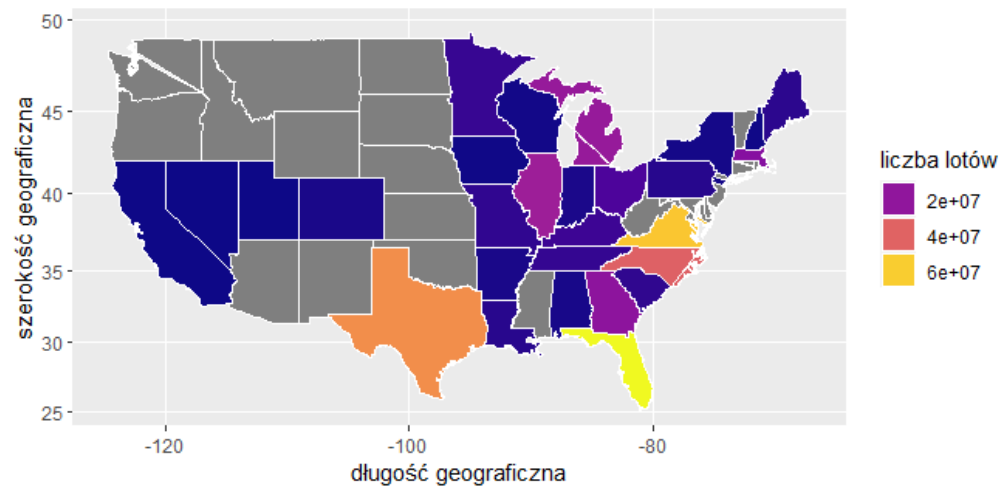 50
45
40
35
30
25
szerokość geograficzna
-120
-100
-80
długość geograficzna
liczba lotów
2e+07
4e+07
6e+07